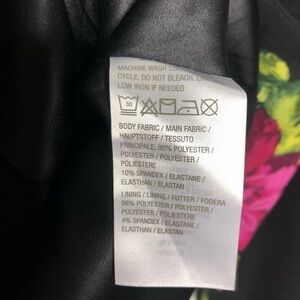 MACHINE WASH
CYCLE. DO NOT BLEACH.
LOW IRON IF NEEDED
30
BODY FABRIC / MAIN FABRIC /
HAUPTSTOFF / TESSUTO
PRINCIPALE: 90% POLYESTER /
POLYESTER / POLYESTER /
POLIESTERE
10% SPANDEX / ELASTANE /
ELASTHAN / ELASTAN
LINING / LINING / FUTTER / FODERA :
96% POLYESTER / POLYESTER /
POLYESTER / POLIESTERE
4% SPANDEX / ELASTANE /
ELASTHAN / ELASTAN